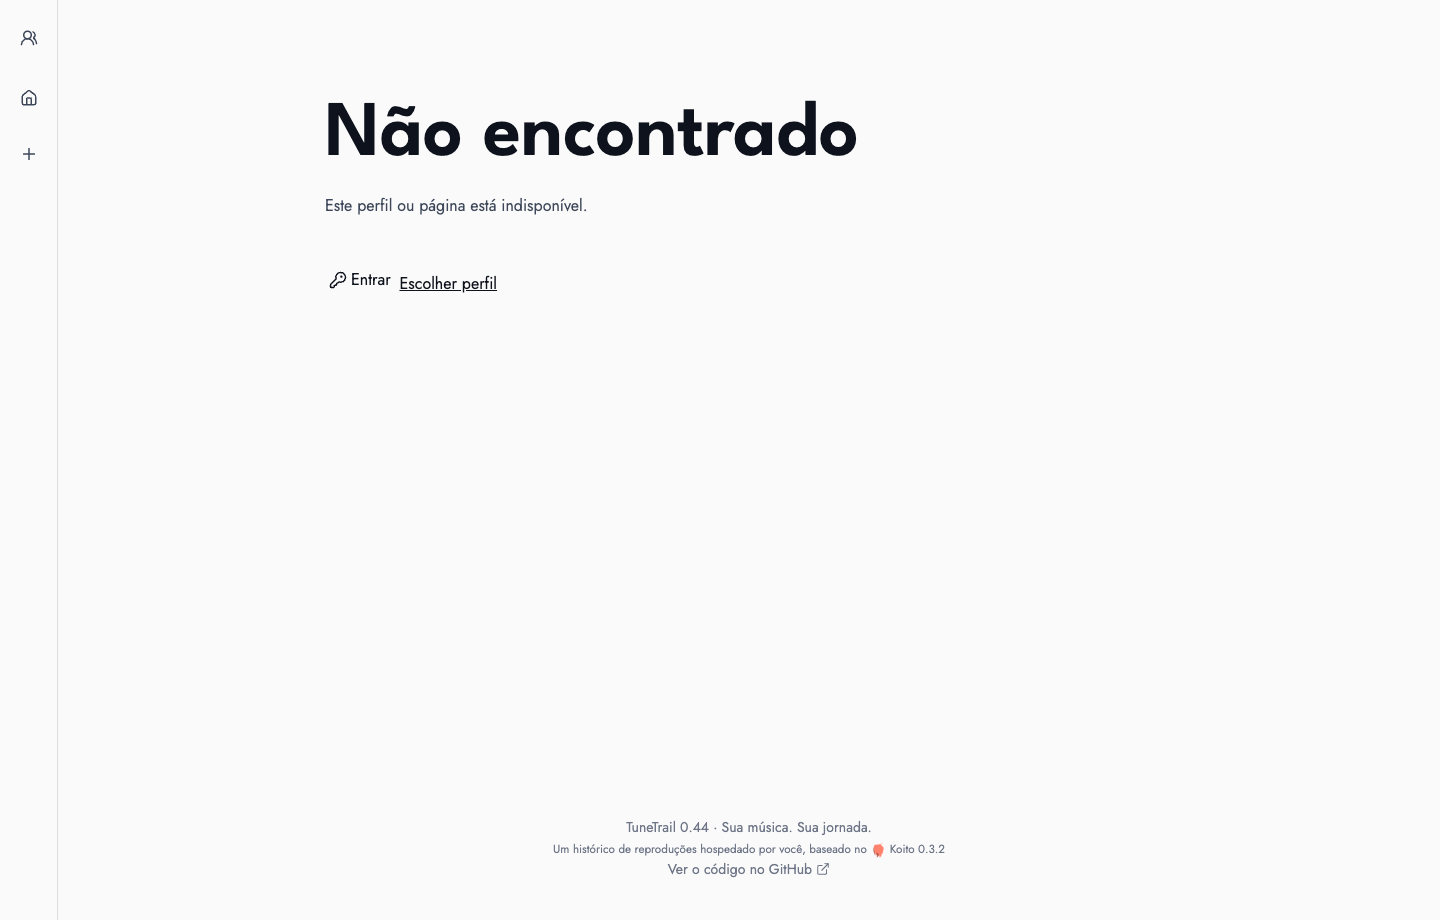 Não encontrado
Este perfil ou página está indisponível.
Entrar Escolher perfil
TuneTrail 0.44 · Sua música. Sua jornada.
Um histórico de reproduções hospedado por você, baseado no Koito 0.3.2
Ver o código no GitHub